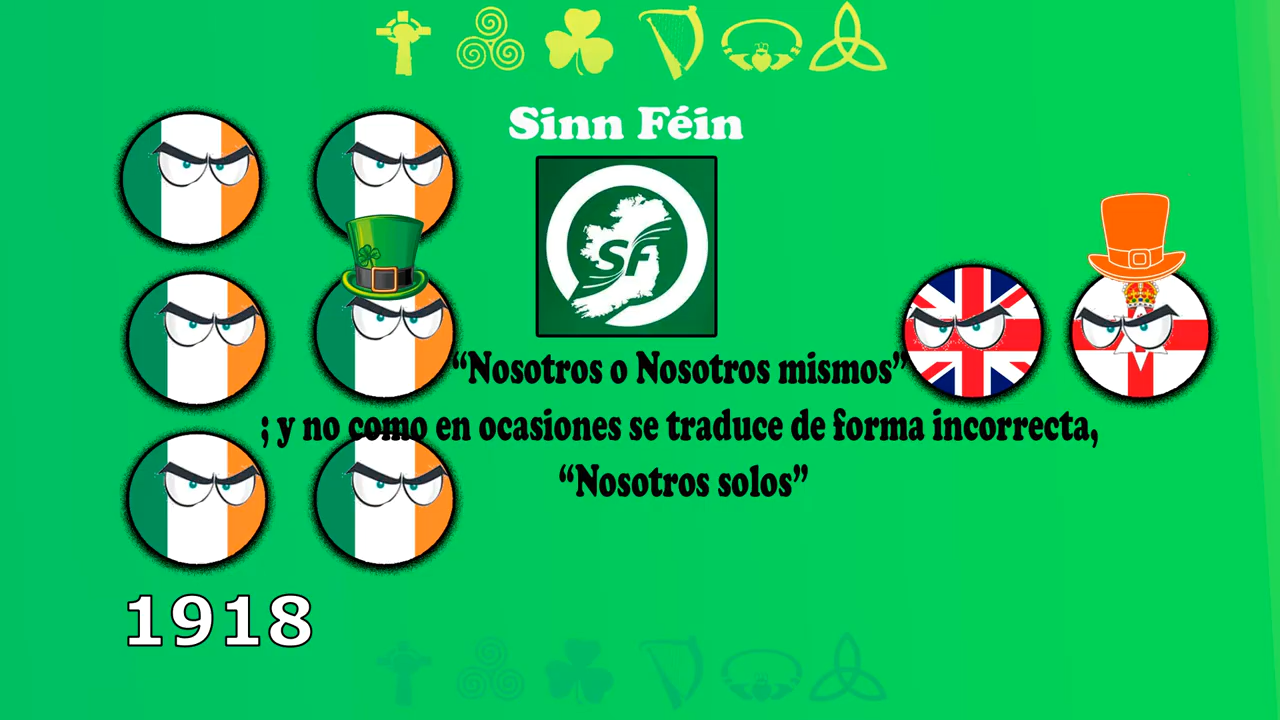 Sinn Féin
SF
“Nosotros o Nosotros mismos”
; y no como en ocasiones se traduce de forma incorrecta,
“Nosotros solos”
1918